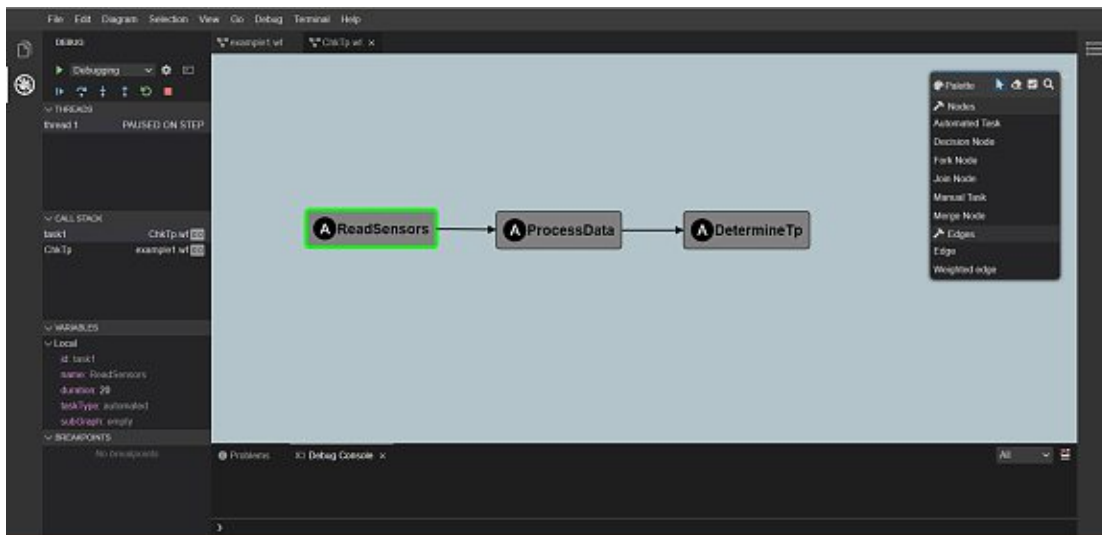 File Edit Diagram Selection View Go Debug Terminal Help
DEBUG
example1.wf ChkTp.wf ×
Debugging
THREADS
thread 1 PAUSED ON STEP
CALL STACK
task1 ChkTp.wf
ChkTp example1.wf
VARIABLES
Local
id: task1
name: ReadSensors
duration: 20
taskType: automated
subGraph: empty
BREAKPOINTS
No breakpoints
A ReadSensors
A ProcessData
A DetermineTp
Palette
Nodes
Automated Task
Decision Node
Fork Node
Join Node
Manual Task
Merge Node
Edges
Edge
Weighted edge
Problems Debug Console ×
All